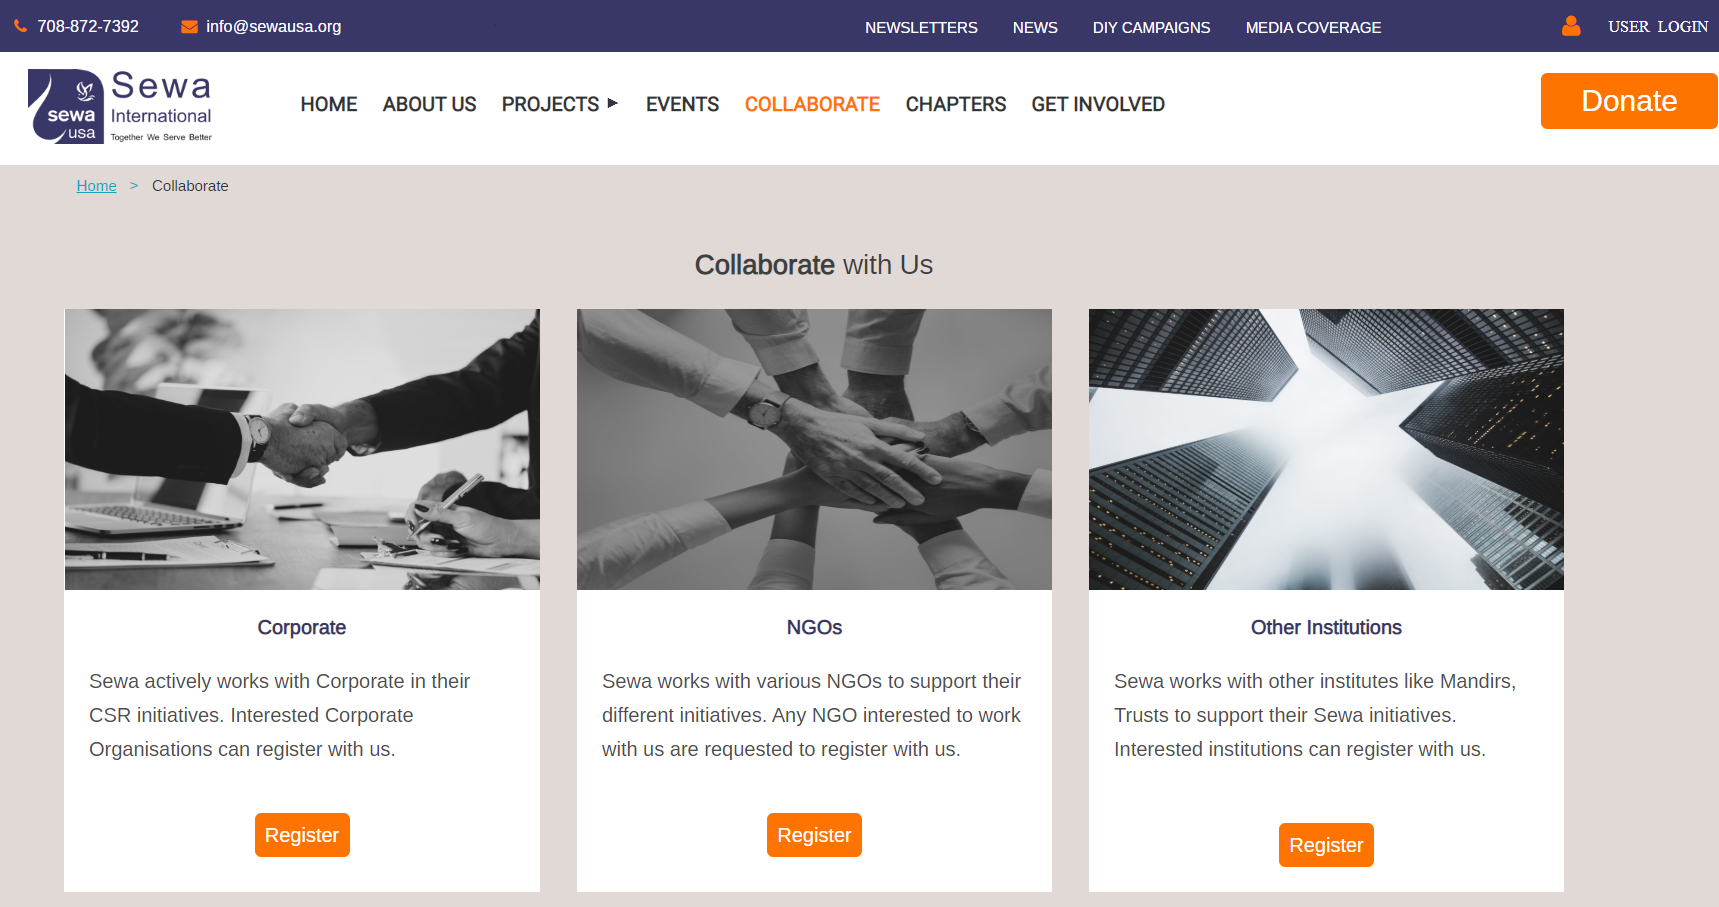 708-872-7392
info@sewausa.org
NEWSLETTERS
NEWS
DIY CAMPAIGNS
MEDIA COVERAGE
USER LOGIN
sewa
usa
Sewa
International
Together We Serve Better
HOME
ABOUT US
PROJECTS ►
EVENTS
COLLABORATE
CHAPTERS
GET INVOLVED
Donate
Home > Collaborate
Collaborate with Us
Corporate
Sewa actively works with Corporate in their
CSR initiatives. Interested Corporate
Organisations can register with us.
Register
NGOs
Sewa works with various NGOs to support their
different initiatives. Any NGO interested to work
with us are requested to register with us.
Register
Other Institutions
Sewa works with other institutes like Mandirs,
Trusts to support their Sewa initiatives.
Interested institutions can register with us.
Register